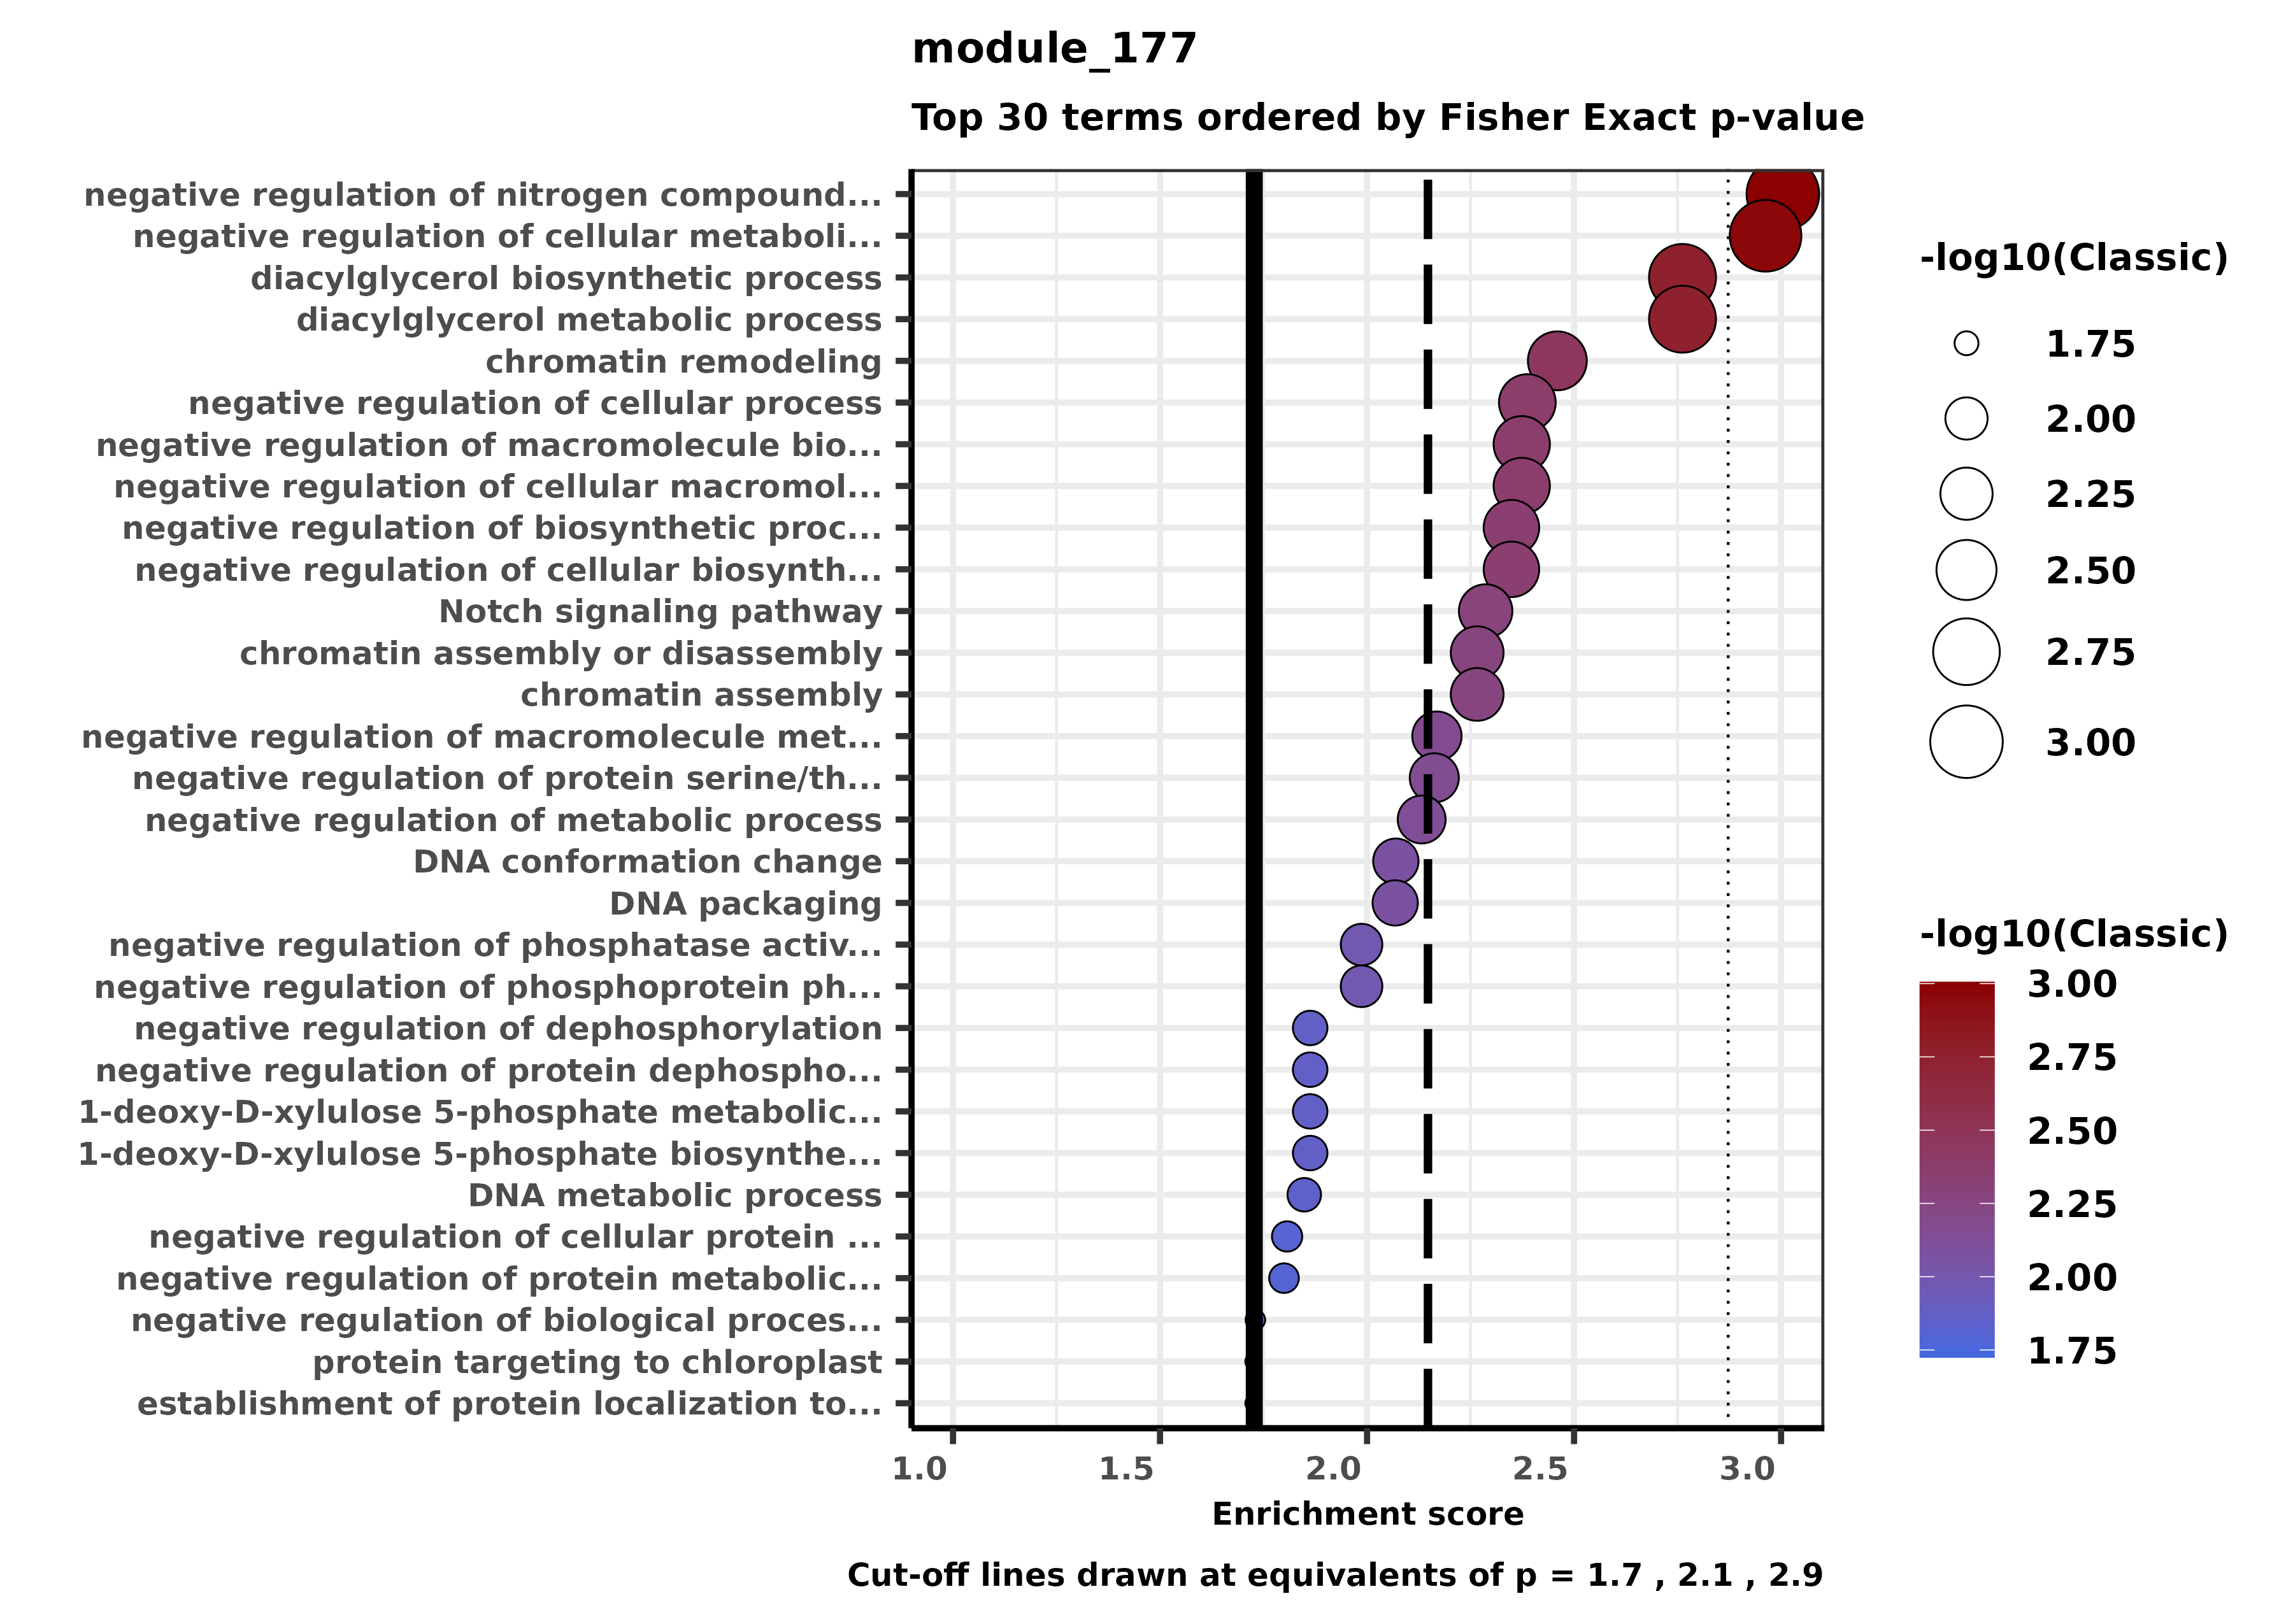 module_177
Top 30 terms ordered by Fisher Exact p-value
negative regulation of nitrogen compound...
negative regulation of cellular metaboli...
diacylglycerol biosynthetic process
diacylglycerol metabolic process
chromatin remodeling
negative regulation of cellular process
negative regulation of macromolecule bio...
negative regulation of cellular macromol...
negative regulation of biosynthetic proc...
negative regulation of cellular biosynth...
Notch signaling pathway
chromatin assembly or disassembly
chromatin assembly
negative regulation of macromolecule met...
negative regulation of protein serine/th...
negative regulation of metabolic process
DNA conformation change
DNA packaging
negative regulation of phosphatase activ...
negative regulation of phosphoprotein ph...
negative regulation of dephosphorylation
negative regulation of protein dephospho...
1-deoxy-D-xylulose 5-phosphate metabolic...
1-deoxy-D-xylulose 5-phosphate biosynthe...
DNA metabolic process
negative regulation of cellular protein ...
negative regulation of protein metabolic...
negative regulation of biological proces...
protein targeting to chloroplast
establishment of protein localization to...
1.0 1.5 2.0 2.5 3.0
Enrichment score
Cut-off lines drawn at equivalents of p = 1.7 , 2.1 , 2.9
-log10(Classic)
1.75
2.00
2.25
2.50
2.75
3.00
-log10(Classic)
3.00
2.75
2.50
2.25
2.00
1.75